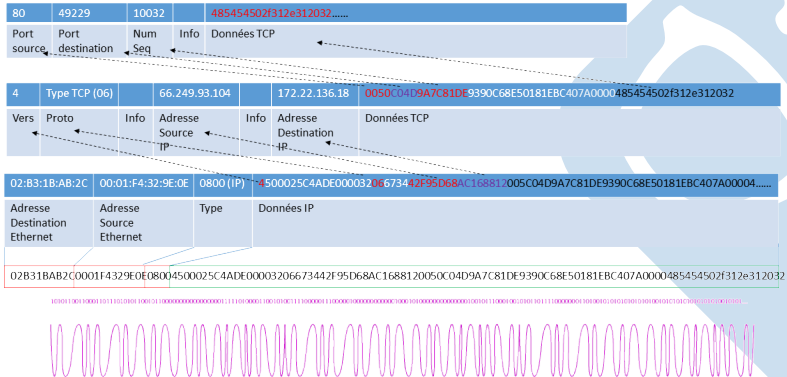 80 49229 10032 485454502f312e312032......
Port source Port destination Num Seq Info Données TCP
4 Type TCP (06) 66.249.93.104 172.22.136.18 0050C04D9A7C81DE9390C68E50181EBC407A0000485454502f312e312032
Vers Proto Info Adresse Source IP Info Adresse Destination IP Données TCP
02:B3:1B:AB:2C 00:01:F4:32:9E:0E 0800 (IP) 4500025C4ADE000032066734 42F95D68AC168812005C04D9A7C81DE9390C68E50181EBC407A00004......
Adresse Destination Ethernet Adresse Source Ethernet Type Données IP
02B31BAB2C0001F4329E0E08004500025C4ADE00003206673442F95D68AC1688120050C04D9A7C81DE9390C68E50181EBC407A0000485454502f312e312032